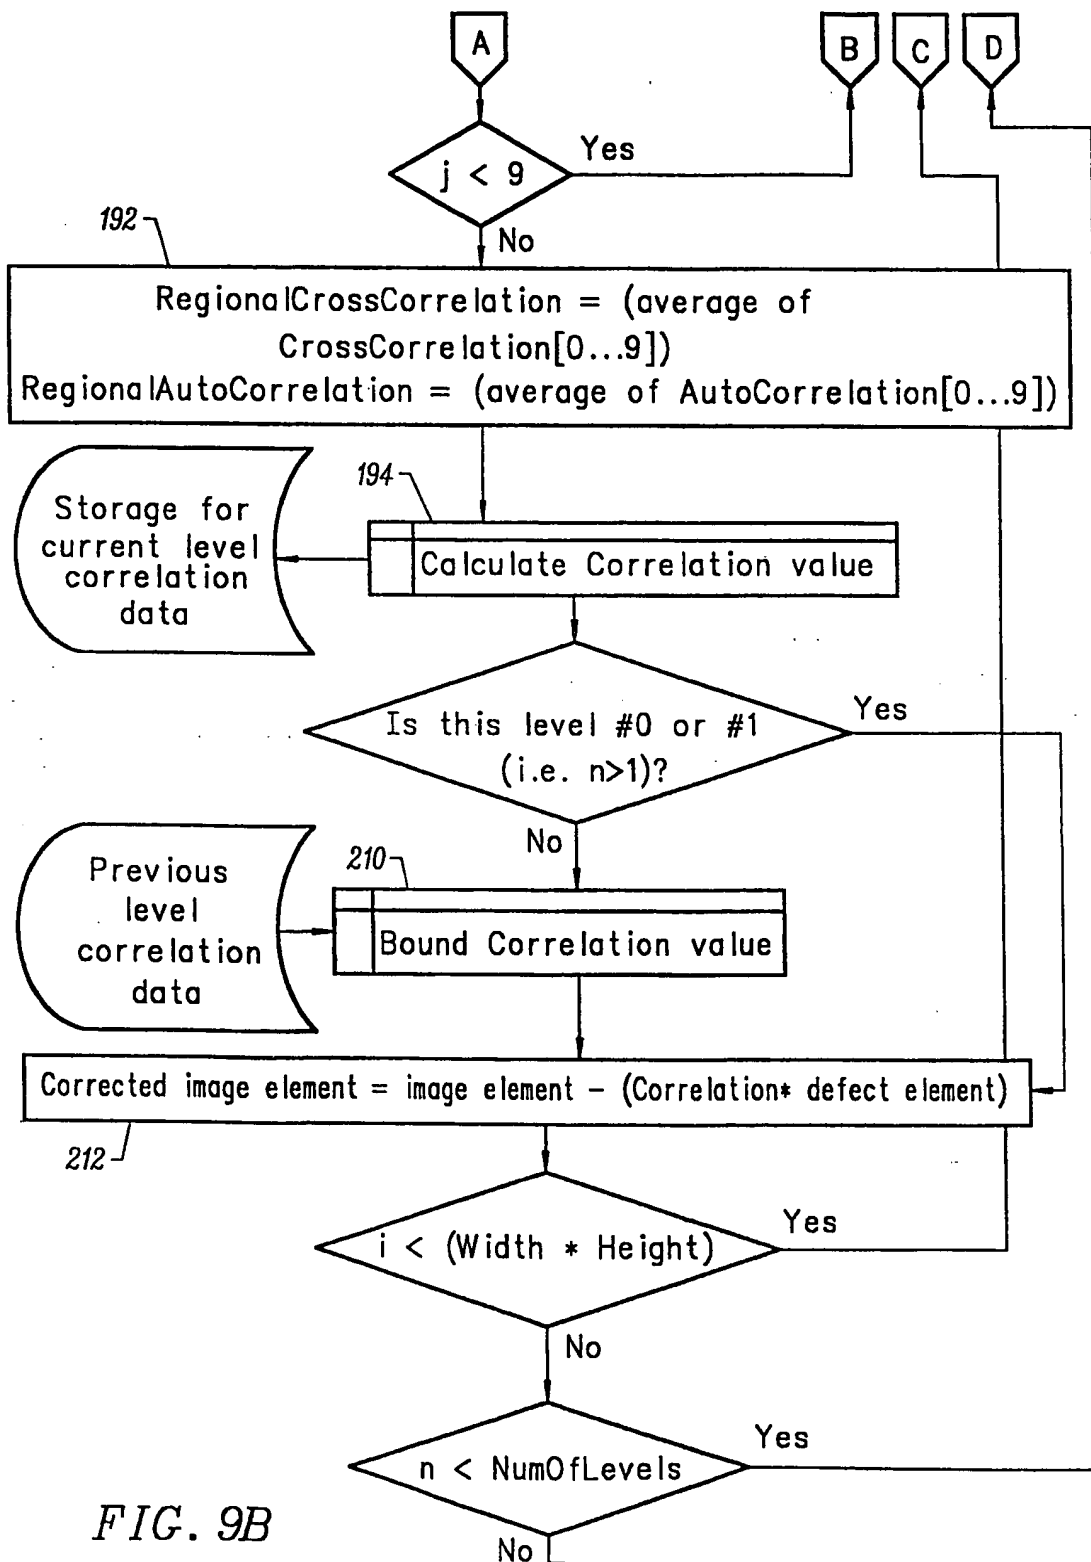 A
B
C
D
j < 9
Yes
No
192
RegionalCrossCorrelation = (average of
CrossCorrelation[0...9])
RegionalAutoCorrelation = (average of AutoCorrelation[0...9])
194
Storage for
current level
correlation
data
Calculate Correlation value
Is this level #0 or #1
(i.e. n>1)?
Yes
No
Previous
level
correlation
data
210
Bound Correlation value
Corrected image element = image element - (Correlation* defect element)
212
i < (Width * Height)
Yes
No
n < NumOfLevels
Yes
No
FIG. 9B